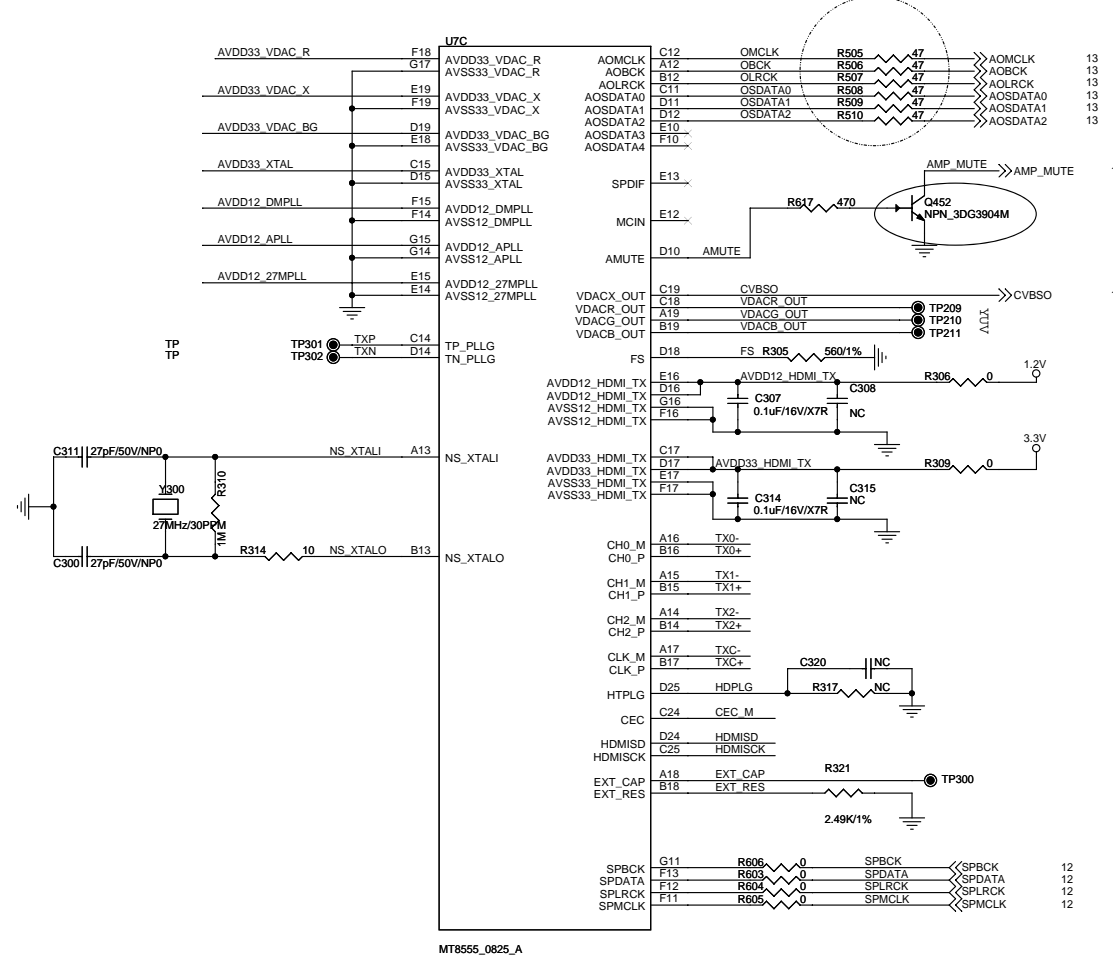 U7C
AVDD33_VDAC_R F18 AVDD33_VDAC_R
G17 AVSS33_VDAC_R
AVDD33_VDAC_X E19 AVDD33_VDAC_X
F19 AVSS33_VDAC_X
AVDD33_VDAC_BG D19 AVDD33_VDAC_BG
E18 AVSS33_VDAC_BG
AVDD33_XTAL C15 AVDD33_XTAL
D15 AVSS33_XTAL
AVDD12_DMPLL F15 AVDD12_DMPLL
F14 AVSS12_DMPLL
AVDD12_APLL G15 AVDD12_APLL
G14 AVSS12_APLL
AVDD12_27MPLL E15 AVDD12_27MPLL
E14 AVSS12_27MPLL
TP TP301 TXP C14 TP_PLLG
TP TP302 TXN D14 TN_PLLG
C311 27pF/50V/NP0 NS_XTALI A13 NS_XTALI
Y300
27MHz/30PPM
R310
1M
C300 27pF/50V/NP0 R314 10 NS_XTALO B13 NS_XTALO
AOMCLK C12 OMCLK R505 47 AOMCLK 13
AOBCK A12 OBCK R506 47 AOBCK 13
AOLRCK B12 OLRCK R507 47 AOLRCK 13
AOSDATA0 C11 OSDATA0 R508 47 AOSDATA0 13
AOSDATA1 D11 OSDATA1 R509 47 AOSDATA1 13
AOSDATA2 D12 OSDATA2 R510 47 AOSDATA2 13
AOSDATA3 E10
AOSDATA4 F10
SPDIF E13
AMP_MUTE AMP_MUTE
Q452
NPN_3DG3904M
R617 470
MCIN E12
AMUTE D10 AMUTE
VDACX_OUT C19 CVBSO CVBSO
VDACR_OUT C18 VDACR_OUT TP209
VDACG_OUT A19 VDACG_OUT TP210
VDACB_OUT B19 VDACB_OUT TP211
YUV
FS D18 FS R305 560/1%
AVDD12_HDMI_TX E16 AVDD12_HDMI_TX R306 0 1.2V
AVDD12_HDMI_TX D16
AVSS12_HDMI_TX G16
AVSS12_HDMI_TX F16
C307
0.1uF/16V/X7R
C308
NC
AVDD33_HDMI_TX C17
AVDD33_HDMI_TX D17 AVDD33_HDMI_TX R309 0 3.3V
AVSS33_HDMI_TX E17
AVSS33_HDMI_TX F17
C314
0.1uF/16V/X7R
C315
NC
CH0_M A16 TX0-
CH0_P B16 TX0+
CH1_M A15 TX1-
CH1_P B15 TX1+
CH2_M A14 TX2-
CH2_P B14 TX2+
CLK_M A17 TXC-
CLK_P B17 TXC+
C320 NC
HTPLG D25 HDPLG R317 NC
CEC C24 CEC_M
HDMISD D24 HDMISD
HDMISCK C25 HDMISCK
EXT_CAP A18 EXT_CAP TP300
EXT_RES B18 EXT_RES R321
2.49K/1%
SPBCK G11 R606 0 SPBCK SPBCK 12
SPDATA F13 R603 0 SPDATA SPDATA 12
SPLRCK F12 R604 0 SPLRCK SPLRCK 12
SPMCLK F11 R605 0 SPMCLK SPMCLK 12
MT8555_0825_A